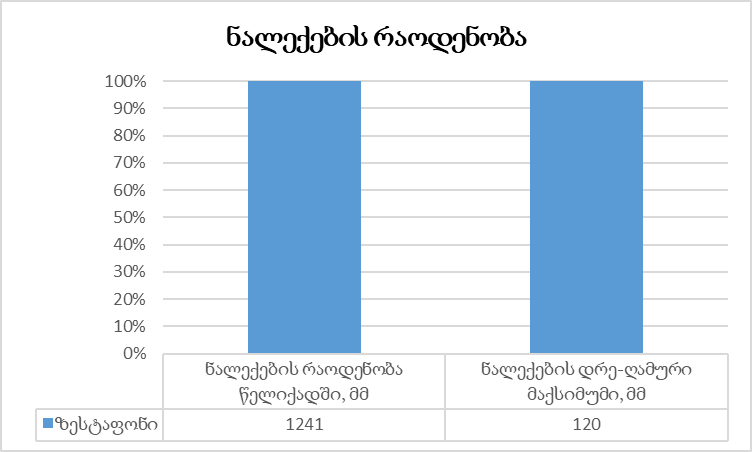 ნალექების რაოდენობა
100%
90%
80%
70%
60%
50%
40%
30%
20%
10%
0%
ნალექების რაოდენობა
წელიქადში, მმ
ნალექების დრე-ღამური
მაქსიმუმი, მმ
ზესტაფონი 1241 120